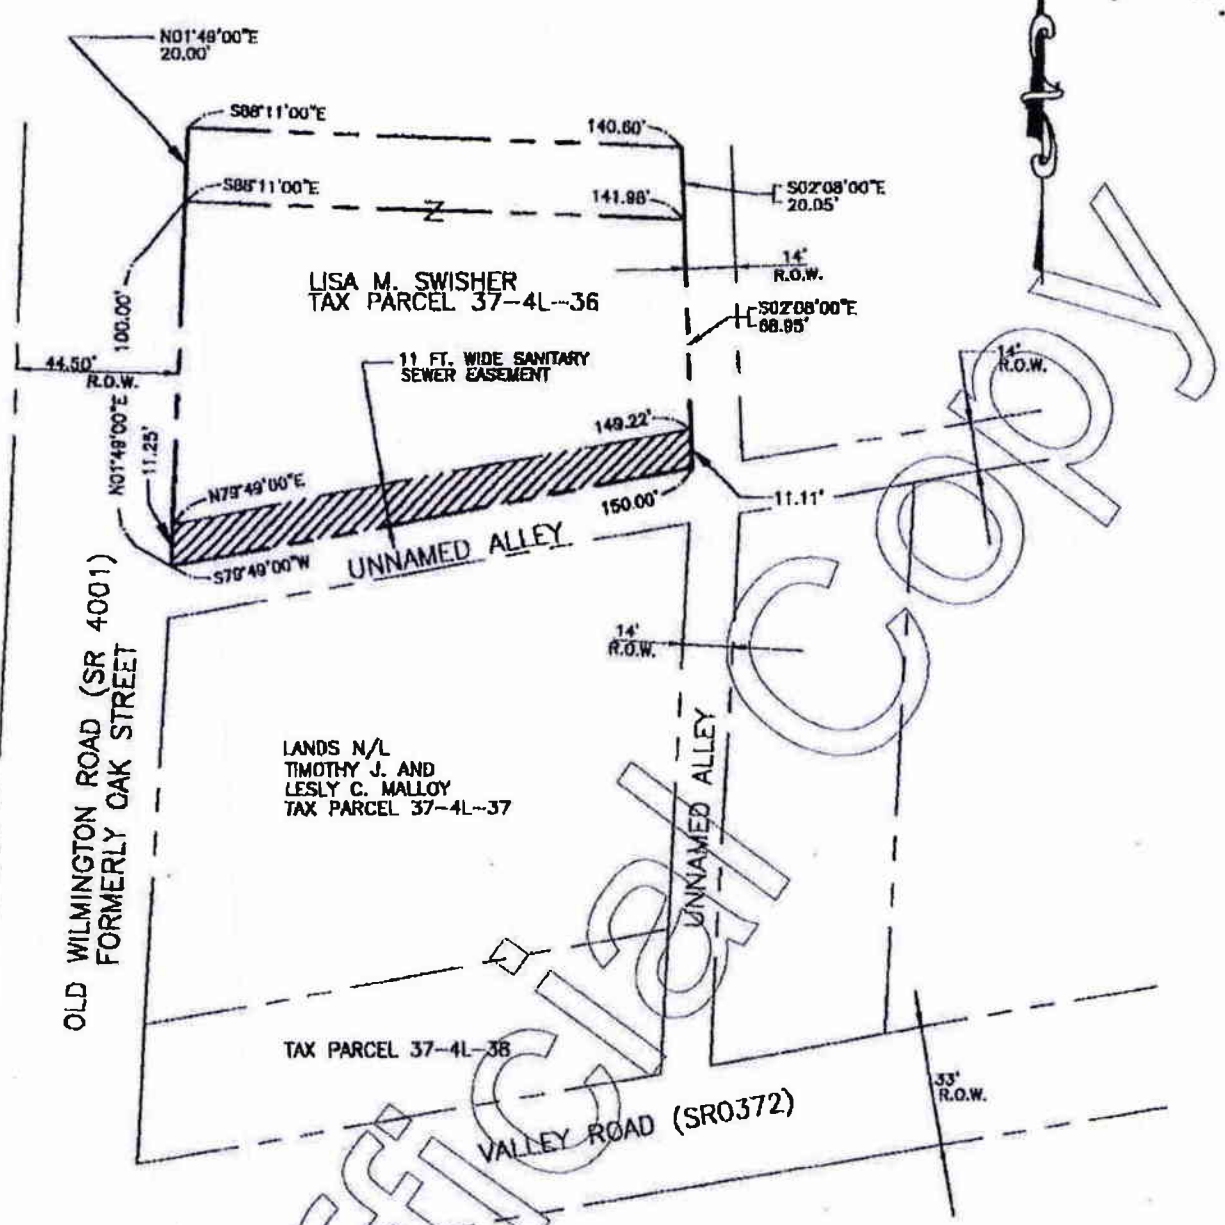 N01°49'00"E
20.00'
S88°11'00"E
140.60'
S88°11'00"E
141.98'
S02°08'00"E
20.05'
14'
R.O.W.
LISA M. SWISHER
TAX PARCEL 37-4L-36
100.00'
S02°08'00"E
68.95'
44.50'
R.O.W.
11 FT. WIDE SANITARY
SEWER EASEMENT
14'
R.O.W.
N01°49'00"E
11.25'
149.22'
N79°49'00"E
150.00'
11.11'
S79°49'00"W
UNNAMED ALLEY
14'
R.O.W.
OLD WILMINGTON ROAD (SR 4001)
FORMERLY OAK STREET
UNNAMED ALLEY
LANDS N/L
TIMOTHY J. AND
LESLY C. MALLOY
TAX PARCEL 37-4L-37
TAX PARCEL 37-4L-38
33'
R.O.W.
VALLEY ROAD (SR0372)
Copy